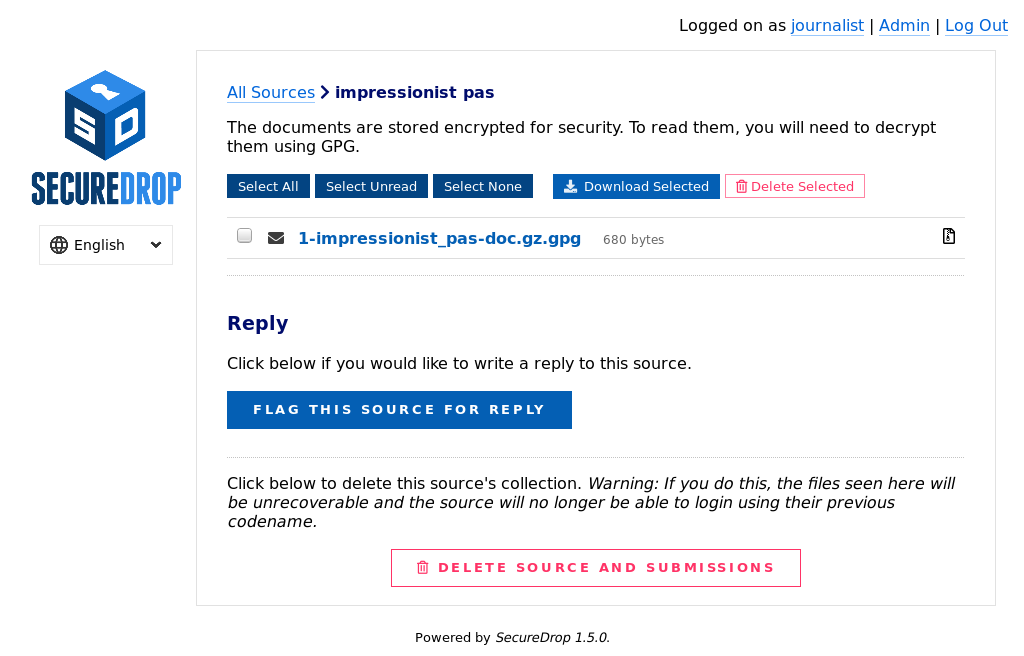 Logged on as journalist | Admin | Log Out
SECUREDROP
English
All Sources > impressionist pas
The documents are stored encrypted for security. To read them, you will need to decrypt
them using GPG.
Select All Select Unread Select None Download Selected Delete Selected
1-impressionist_pas-doc.gz.gpg 680 bytes
Reply
Click below if you would like to write a reply to this source.
FLAG THIS SOURCE FOR REPLY
Click below to delete this source's collection. Warning: If you do this, the files seen here will
be unrecoverable and the source will no longer be able to login using their previous
codename.
DELETE SOURCE AND SUBMISSIONS
Powered by SecureDrop 1.5.0.